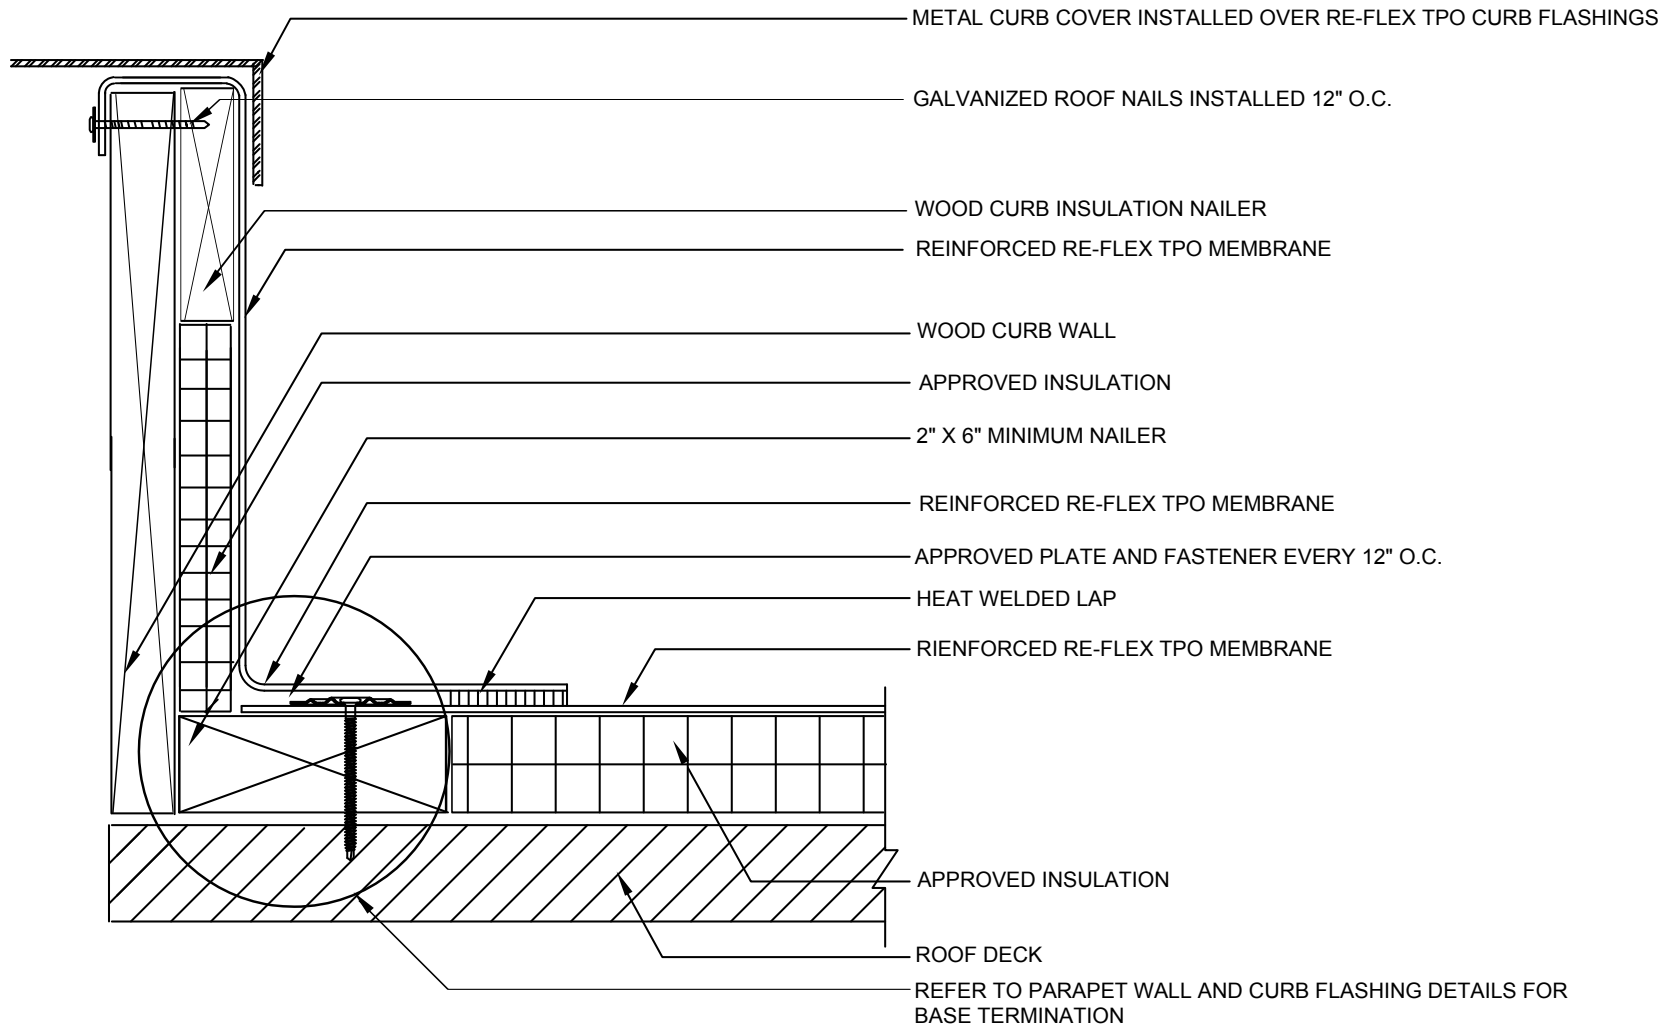 METAL CURB COVER INSTALLED OVER RE-FLEX TPO CURB FLASHINGS
GALVANIZED ROOF NAILS INSTALLED 12" O.C.
WOOD CURB INSULATION NAILER
REINFORCED RE-FLEX TPO MEMBRANE
WOOD CURB WALL
APPROVED INSULATION
2" X 6" MINIMUM NAILER
REINFORCED RE-FLEX TPO MEMBRANE
APPROVED PLATE AND FASTENER EVERY 12" O.C.
HEAT WELDED LAP
RIENFORCED RE-FLEX TPO MEMBRANE
APPROVED INSULATION
ROOF DECK
REFER TO PARAPET WALL AND CURB FLASHING DETAILS FOR
BASE TERMINATION